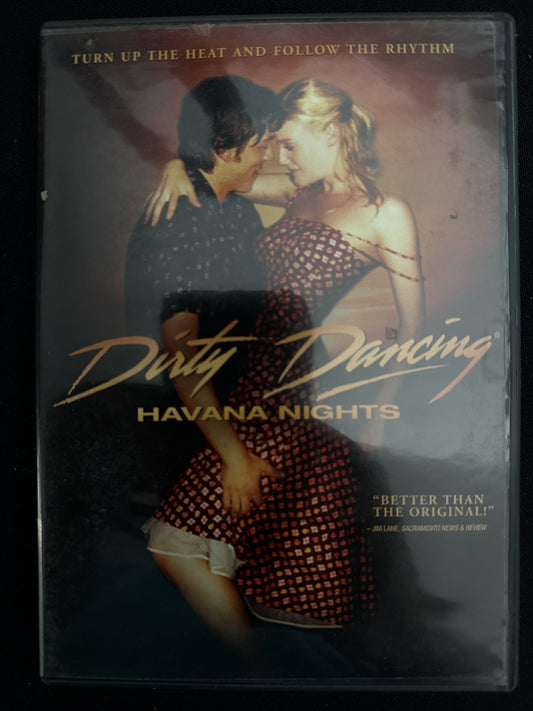 TURN UP THE HEAT AND FOLLOW THE RHYTHM
Dirty Dancing®
HAVANA NIGHTS
"BETTER THAN
THE ORIGINAL!"
– JIM LANE, SACRAMENTO NEWS & REVIEW